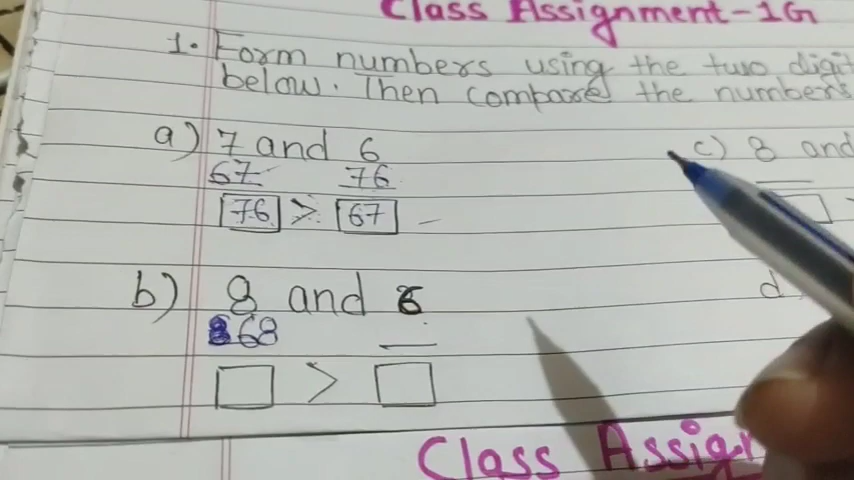 Class Assignment-1G
1. Form numbers using the two digit
below. Then compare the numbers
a) 7 and 6
67 76
76 > 67
b) 8 and 6
68
>
c) 8 and
d
Class Assign